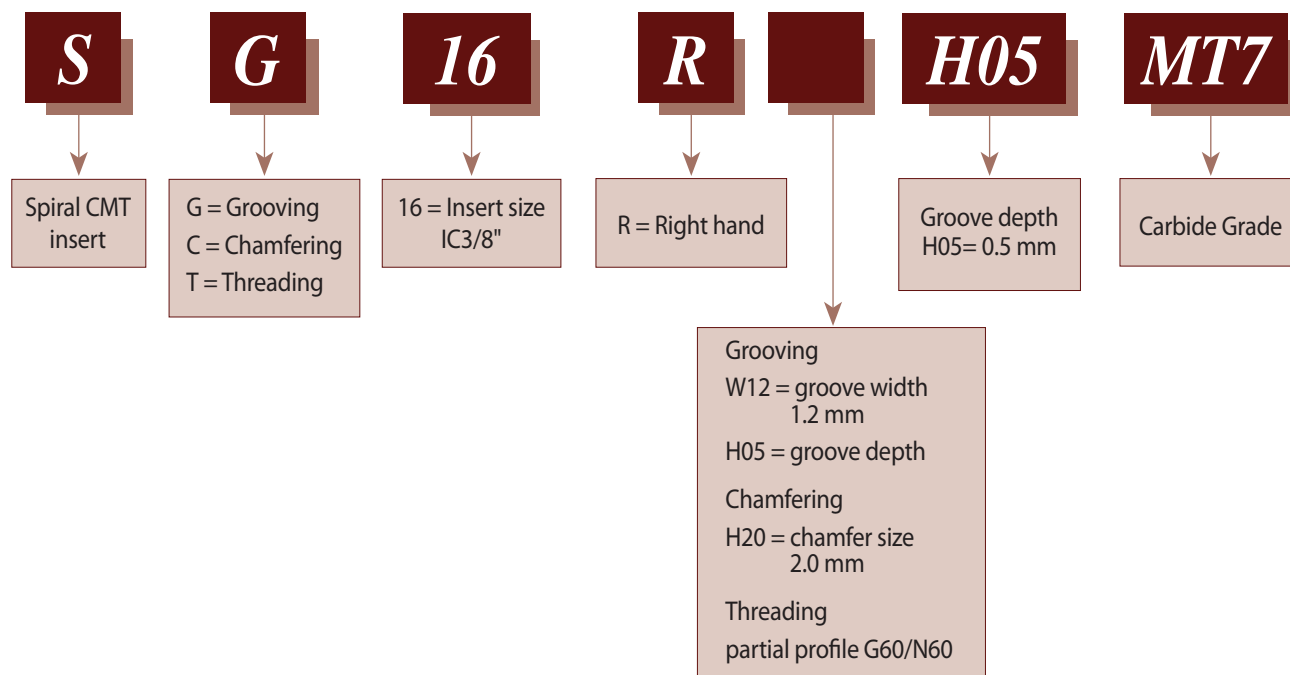 S
G
16
R
H05
MT7
Spiral CMT
insert
G = Grooving
C = Chamfering
T = Threading
16 = Insert size
IC3/8"
R = Right hand
Groove depth
H05= 0.5 mm
Carbide Grade
Grooving
W12 = groove width
1.2 mm
H05 = groove depth
Chamfering
H20 = chamfer size
2.0 mm
Threading
partial profile G60/N60